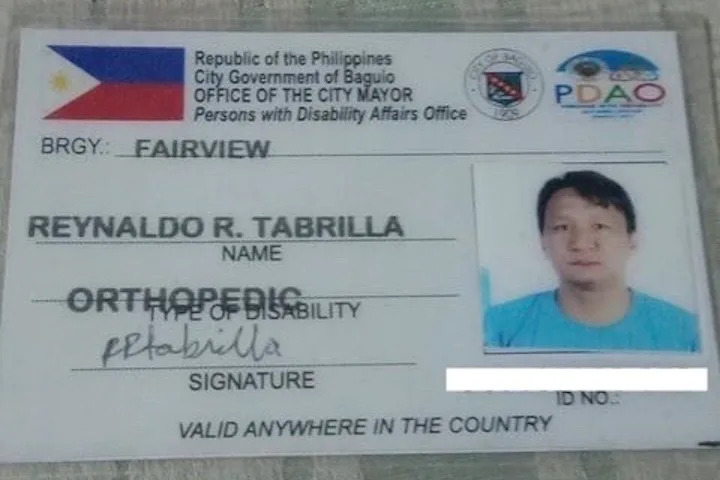 Republic of the Philippines
City Government of Baguio
OFFICE OF THE CITY MAYOR
Persons with Disability Affairs Office
CITY OF BAGUIO
1909
PDAO
BRGY.: FAIRVIEW
REYNALDO R. TABRILLA
NAME
ORTHOPEDIC
TYPE OF DISABILITY
RRtabrilla
SIGNATURE
ID NO.:
VALID ANYWHERE IN THE COUNTRY